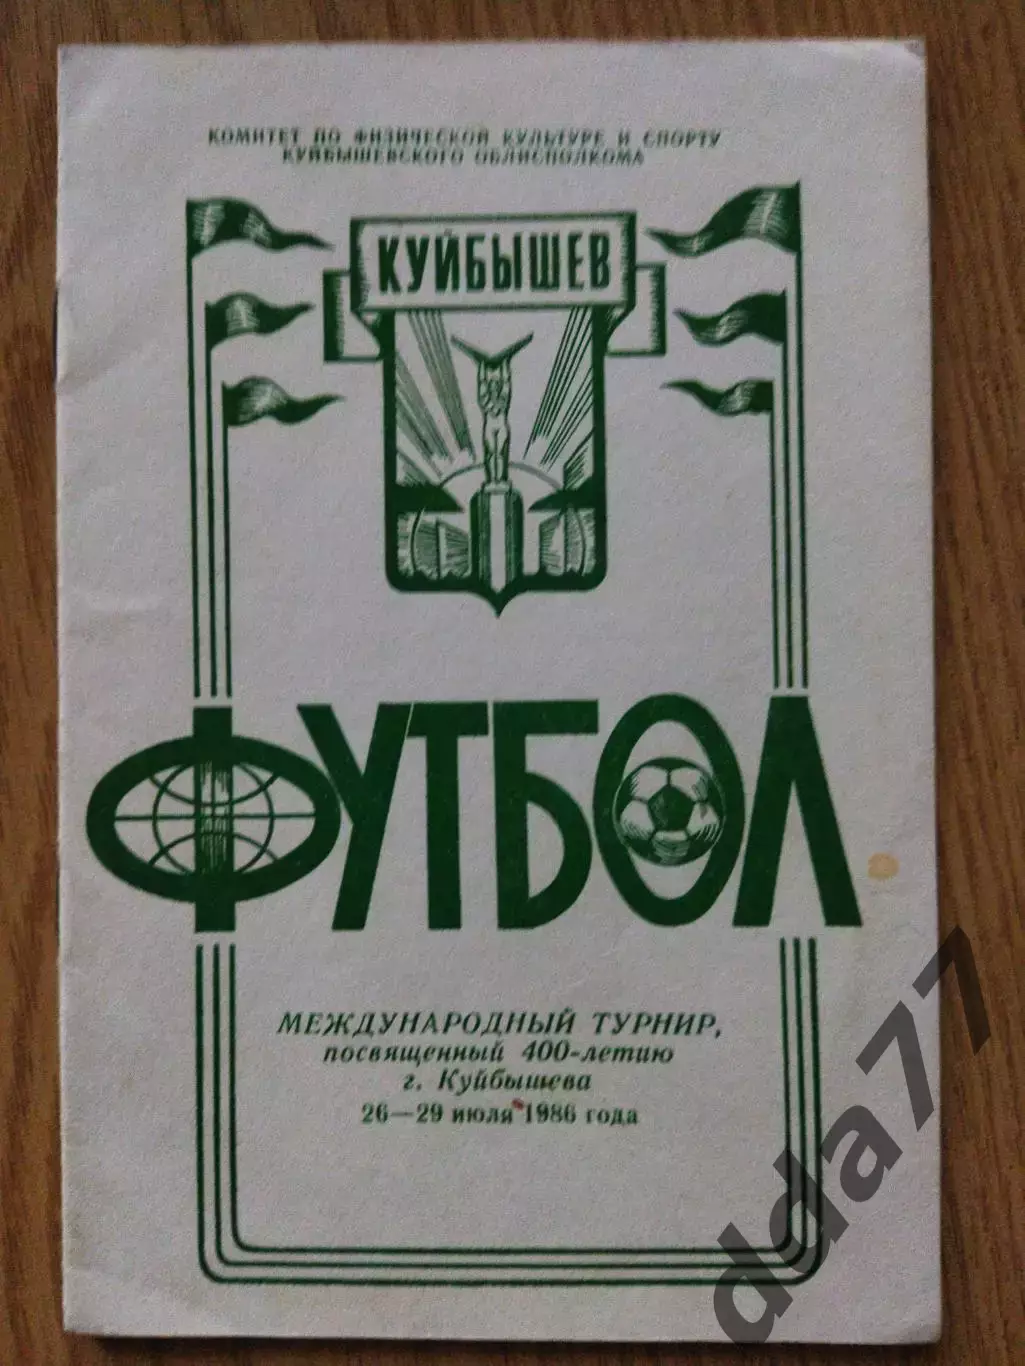 КОМИТЕТ ПО ФИЗИЧЕСКОЙ КУЛЬТУРЕ И СПОРТУ
КУЙБЫШЕВСКОГО ОБЛИСПОЛКОМА
КУЙБЫШЕВ
ФУТБОЛ
МЕЖДУНАРОДНЫЙ ТУРНИР,
посвященный 400-летию
г. Куйбышева
26—29 июля 1986 года
dda77